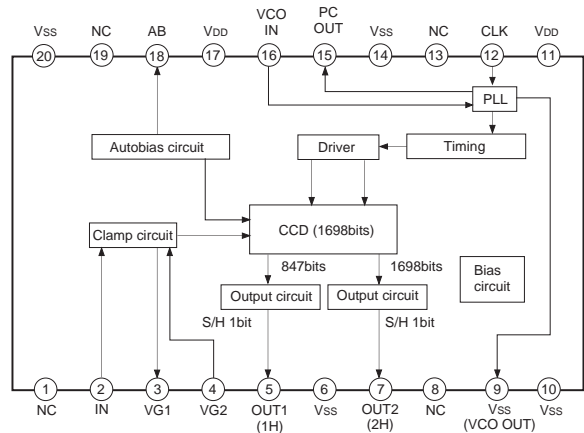 VSS NC AB VDD VCO IN PC OUT VSS NC CLK VDD
20 19 18 17 16 15 14 13 12 11
PLL
Autobias circuit
Driver
Timing
CCD (1698bits)
Clamp circuit
847bits
1698bits
Bias circuit
Output circuit
Output circuit
S/H 1bit
S/H 1bit
1 2 3 4 5 6 7 8 9 10
NC IN VG1 VG2 OUT1 (1H) VSS OUT2 (2H) NC VSS (VCO OUT) VSS